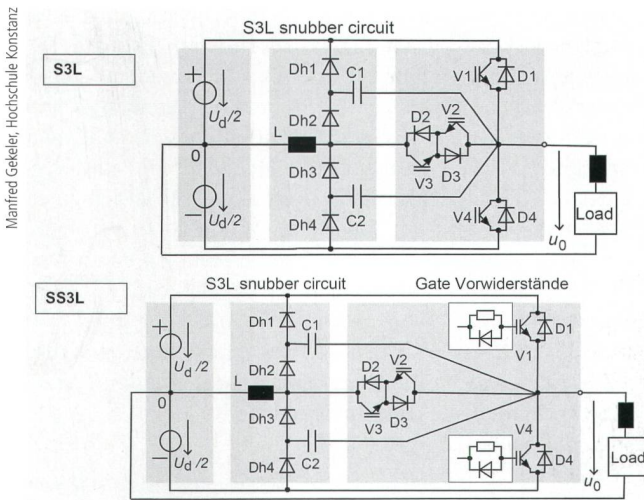 Manfred Gekeler, Hochschule Konstanz
S3L snubber circuit
S3L
Dh1
C1
V1
D1
+
Ud/2
Dh2
D2
V2
L
0
Dh3
V3
D3
−
Ud/2
Dh4
C2
V4
D4
u0
Load
S3L snubber circuit
Gate Vorwiderstände
SS3L
Dh1
C1
D1
V1
+
Ud/2
Dh2
D2
V2
L
0
Dh3
V3
D3
V4
−
Ud/2
Dh4
C2
D4
u0
Load